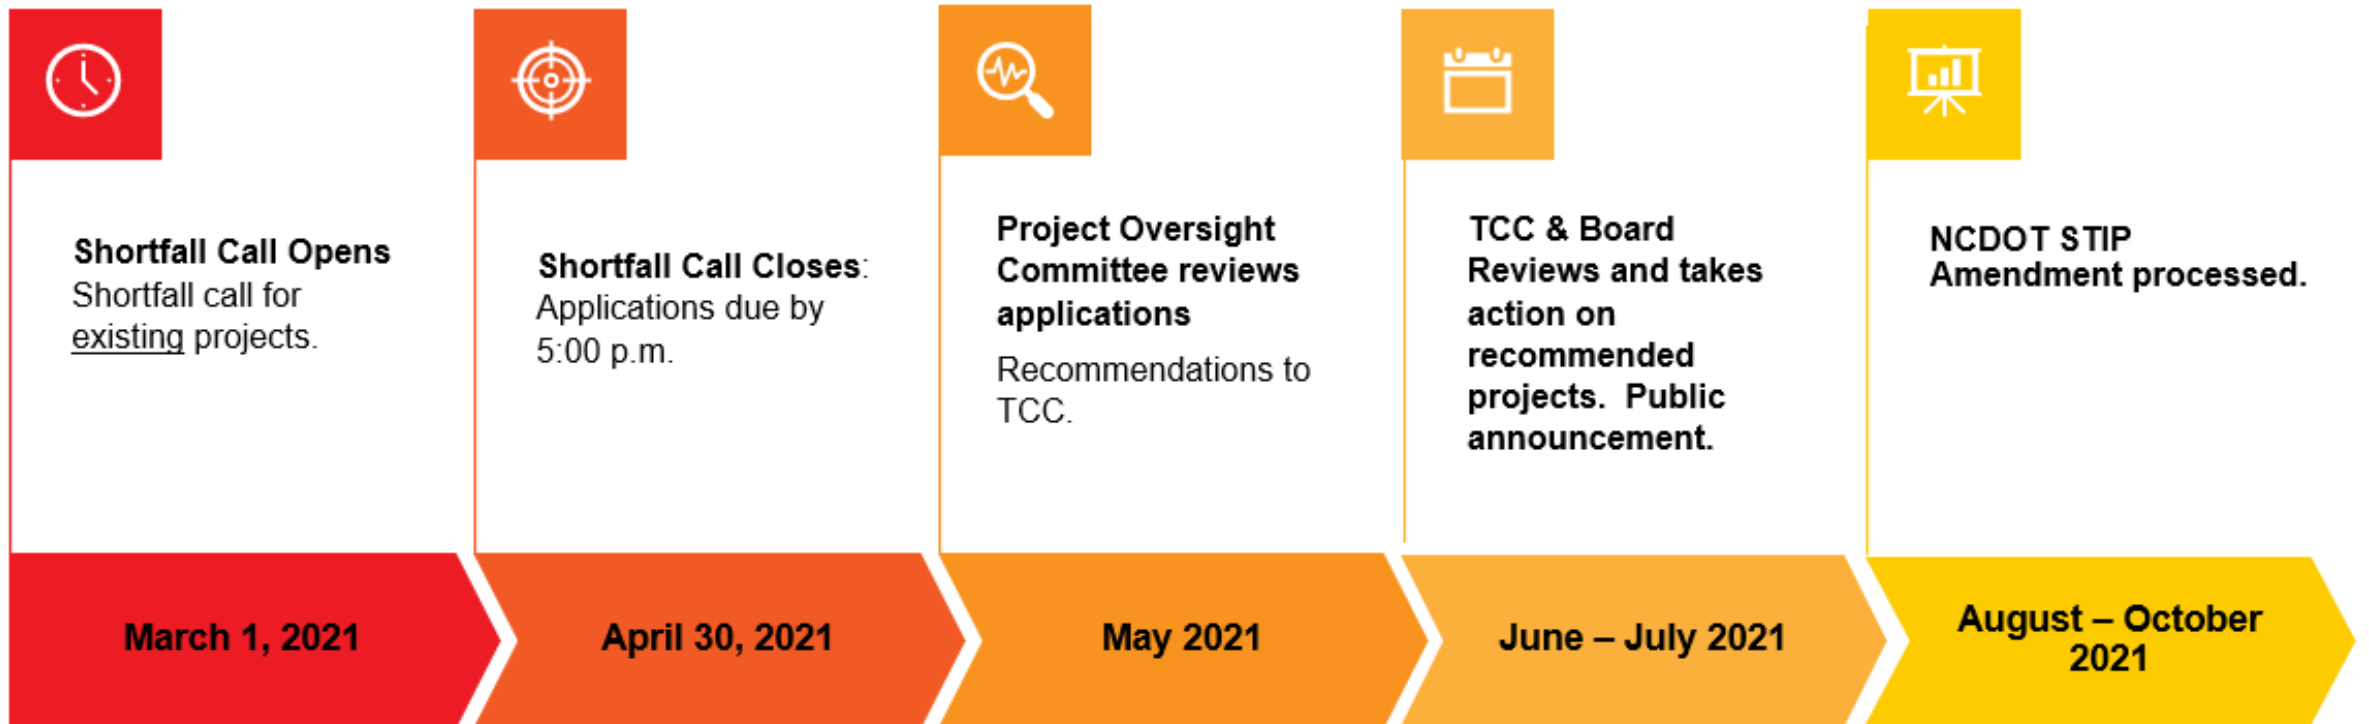 Shortfall Call Opens
Shortfall call for
existing projects.
March 1, 2021
Shortfall Call Closes:
Applications due by
5:00 p.m.
April 30, 2021
Project Oversight
Committee reviews
applications
Recommendations to
TCC.
May 2021
TCC & Board
Reviews and takes
action on
recommended
projects.  Public
announcement.
June – July 2021
NCDOT STIP
Amendment processed.
August – October
2021